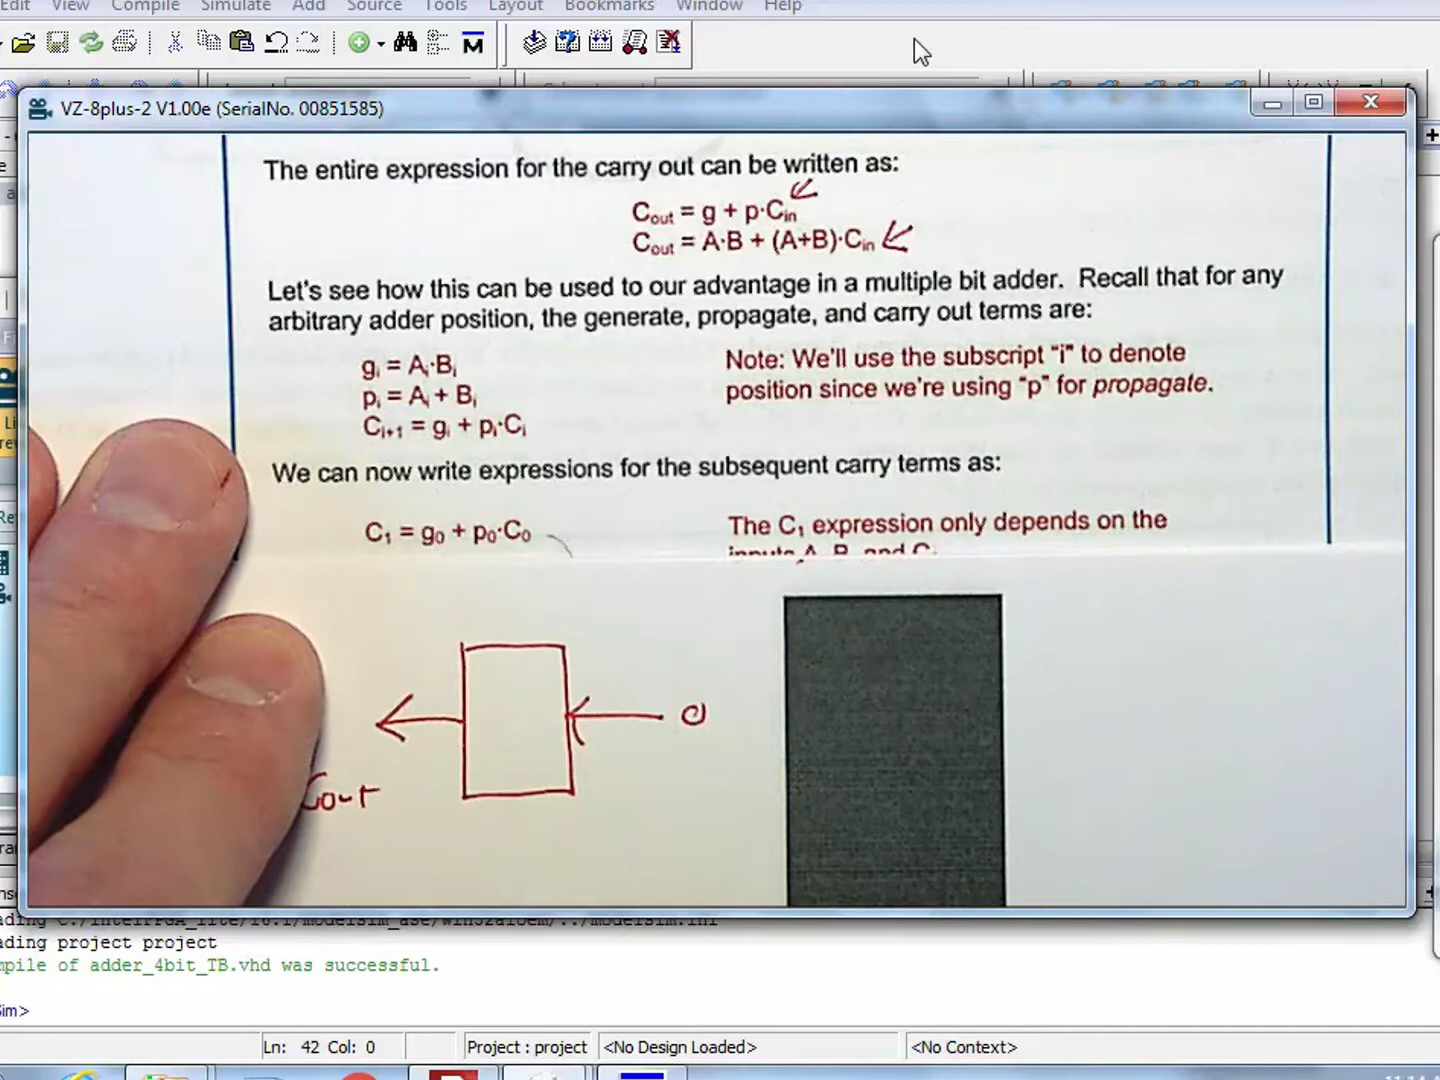 Edit View Compile Simulate Add Source Tools Layout Bookmarks Window Help
VZ-8plus-2 V1.00e (SerialNo. 00851585)
The entire expression for the carry out can be written as:
Cout = g + p·Cin
Cout = A·B + (A+B)·Cin
Let's see how this can be used to our advantage in a multiple bit adder. Recall that for any
arbitrary adder position, the generate, propagate, and carry out terms are:
gi = Ai·Bi
pi = Ai + Bi
Ci+1 = gi + pi·Ci
Note: We'll use the subscript "i" to denote
position since we're using "p" for propagate.
We can now write expressions for the subsequent carry terms as:
C1 = g0 + p0·C0
The C1 expression only depends on the
inputs A, B, and C
0
Cout
ading project project
mpile of adder_4bit_TB.vhd was successful.
Sim>
Ln: 42 Col: 0
Project : project
<No Design Loaded>
<No Context>